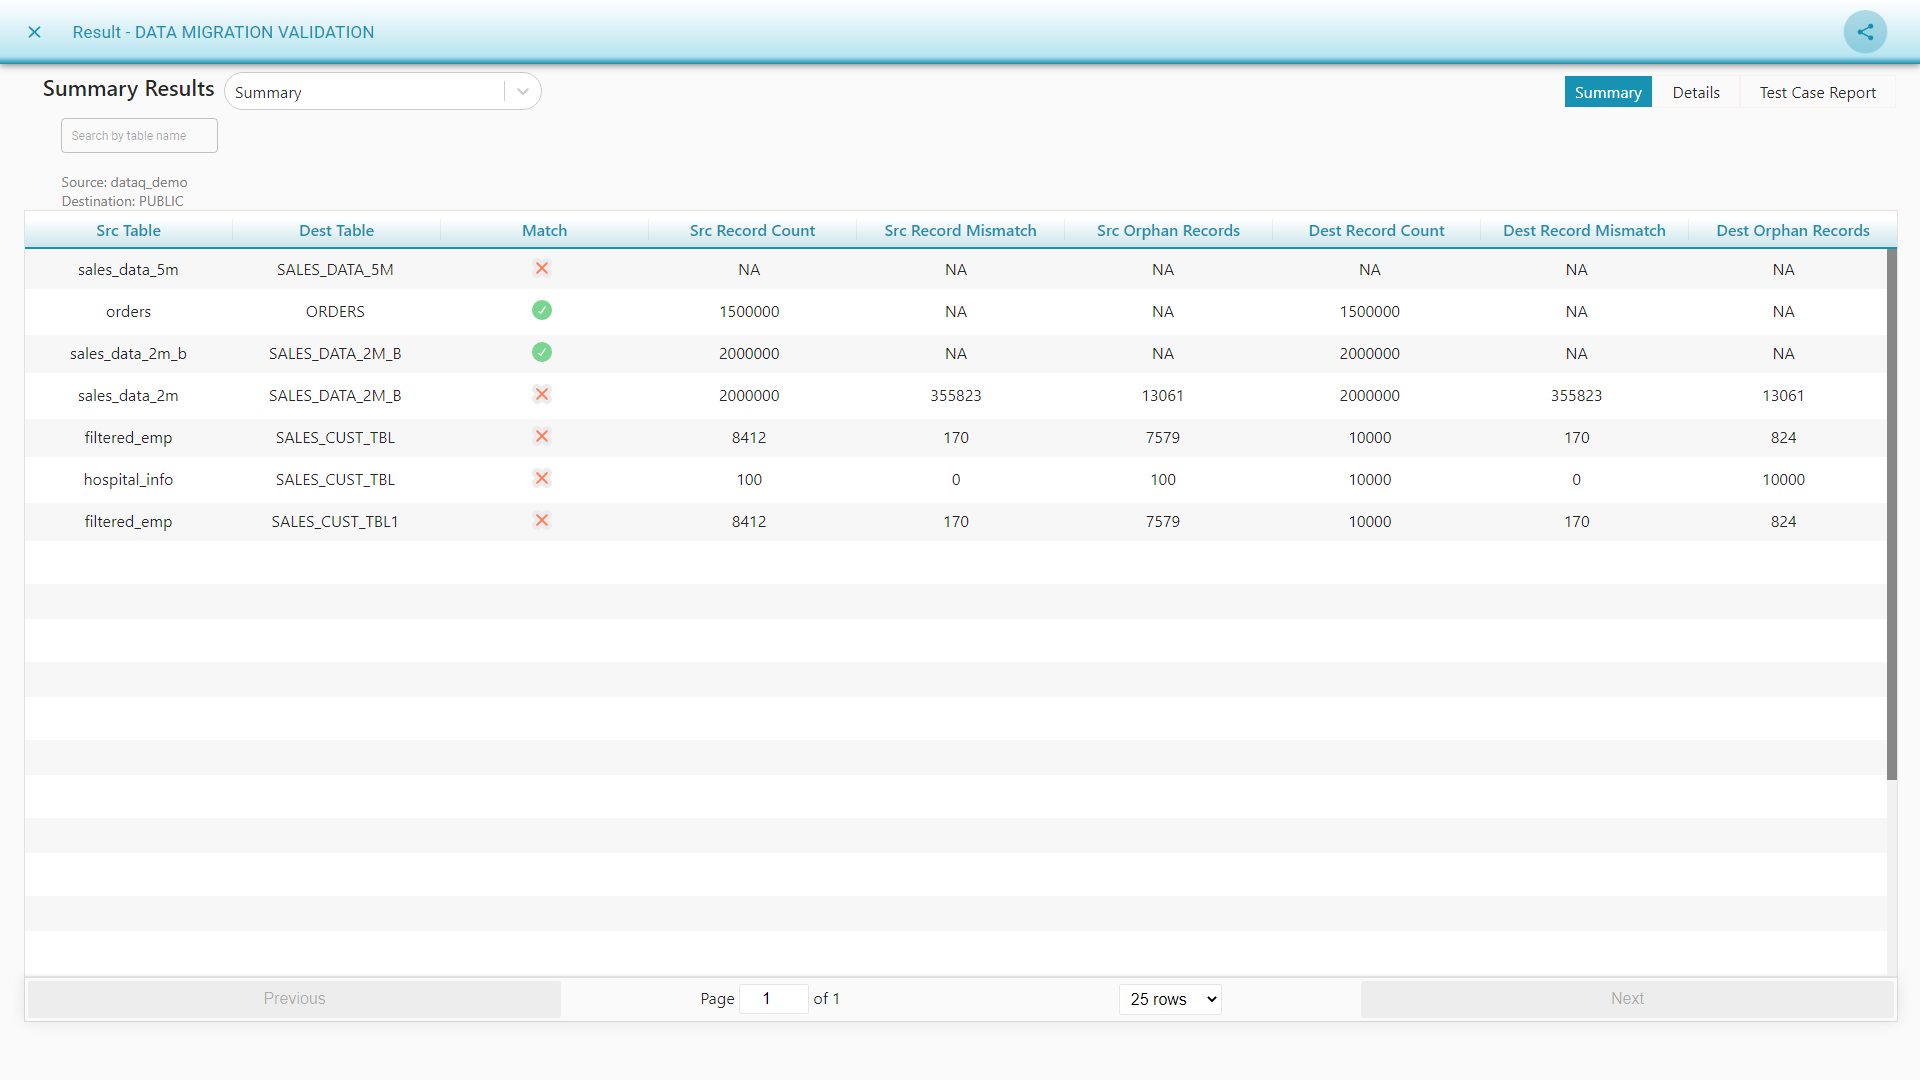 Result - DATA MIGRATION VALIDATION
Summary Results Summary Summary Details Test Case Report
Search by table name
Source: dataq_demo
Destination: PUBLIC
Src Table Dest Table Match Src Record Count Src Record Mismatch Src Orphan Records Dest Record Count Dest Record Mismatch Dest Orphan Records
sales_data_5m SALES_DATA_5M NA NA NA NA NA NA
orders ORDERS 1500000 NA NA 1500000 NA NA
sales_data_2m_b SALES_DATA_2M_B 2000000 NA NA 2000000 NA NA
sales_data_2m SALES_DATA_2M_B 2000000 355823 13061 2000000 355823 13061
filtered_emp SALES_CUST_TBL 8412 170 7579 10000 170 824
hospital_info SALES_CUST_TBL 100 0 100 10000 0 10000
filtered_emp SALES_CUST_TBL1 8412 170 7579 10000 170 824
Previous Page 1 of 1 25 rows Next